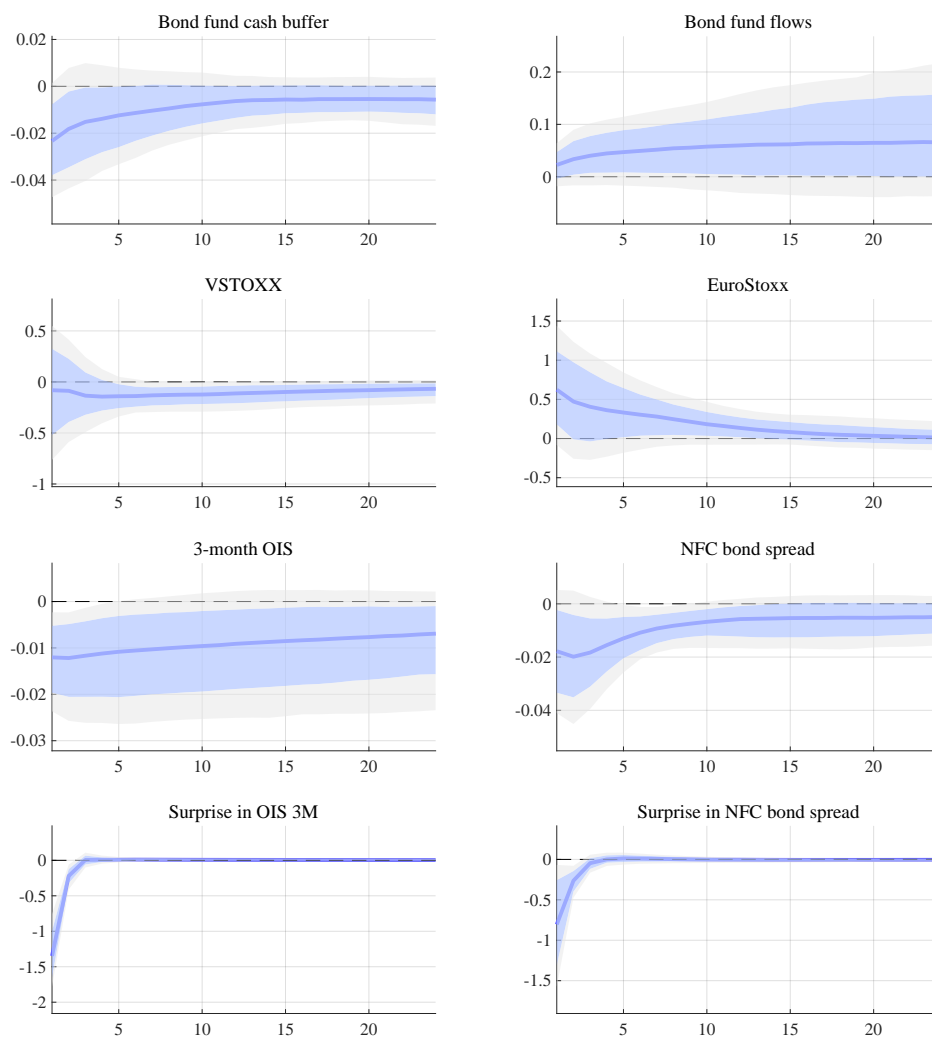 Bond fund cash buffer
0.02
0
-0.02
-0.04
5 10 15 20
Bond fund flows
0.2
0.1
0
5 10 15 20
VSTOXX
0.5
0
-0.5
-1
5 10 15 20
EuroStoxx
1.5
1
0.5
0
-0.5
5 10 15 20
3-month OIS
0
-0.01
-0.02
-0.03
5 10 15 20
NFC bond spread
0
-0.02
-0.04
5 10 15 20
Surprise in OIS 3M
0
-0.5
-1
-1.5
-2
5 10 15 20
Surprise in NFC bond spread
0
-0.5
-1
-1.5
5 10 15 20